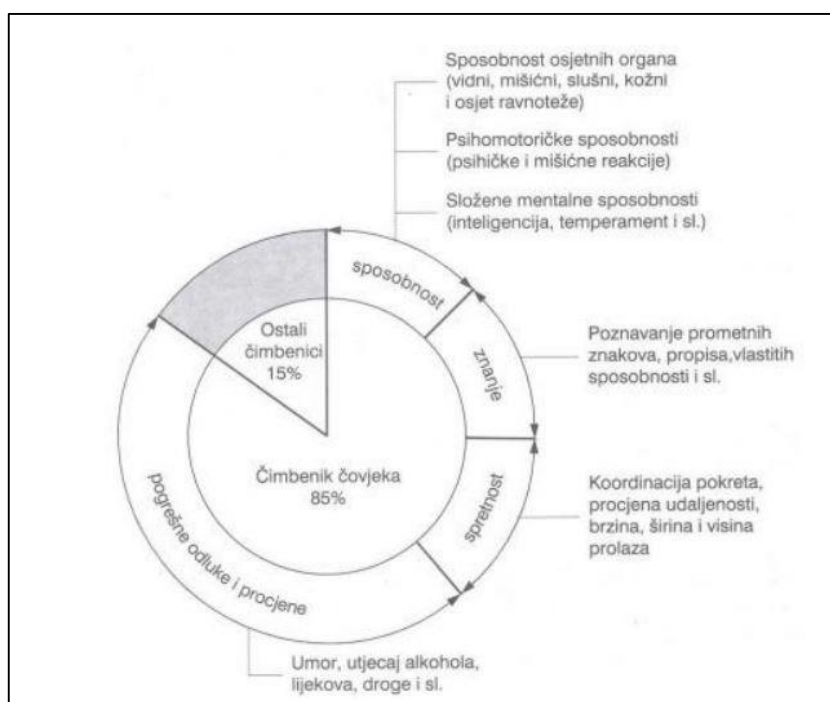 Sposobnost osjetnih organa
(vidni, mišićni, slušni, kožni
i osjet ravnoteže)
Psihomotoričke sposobnosti
(psihičke i mišićne reakcije)
Složene mentalne sposobnosti
(inteligencija, temperament i sl.)
sposobnost
Ostali
čimbenici
15%
znanje
Poznavanje prometnih
znakova, propisa,vlastitih
sposobnosti i sl.
Čimbenik čovjeka
85%
spretnost
Koordinacija pokreta,
procjena udaljenosti,
brzina, širina i visina
prolaza
pogrešne odluke i procjene
Umor, utjecaj alkohola,
lijekova, droge i sl.